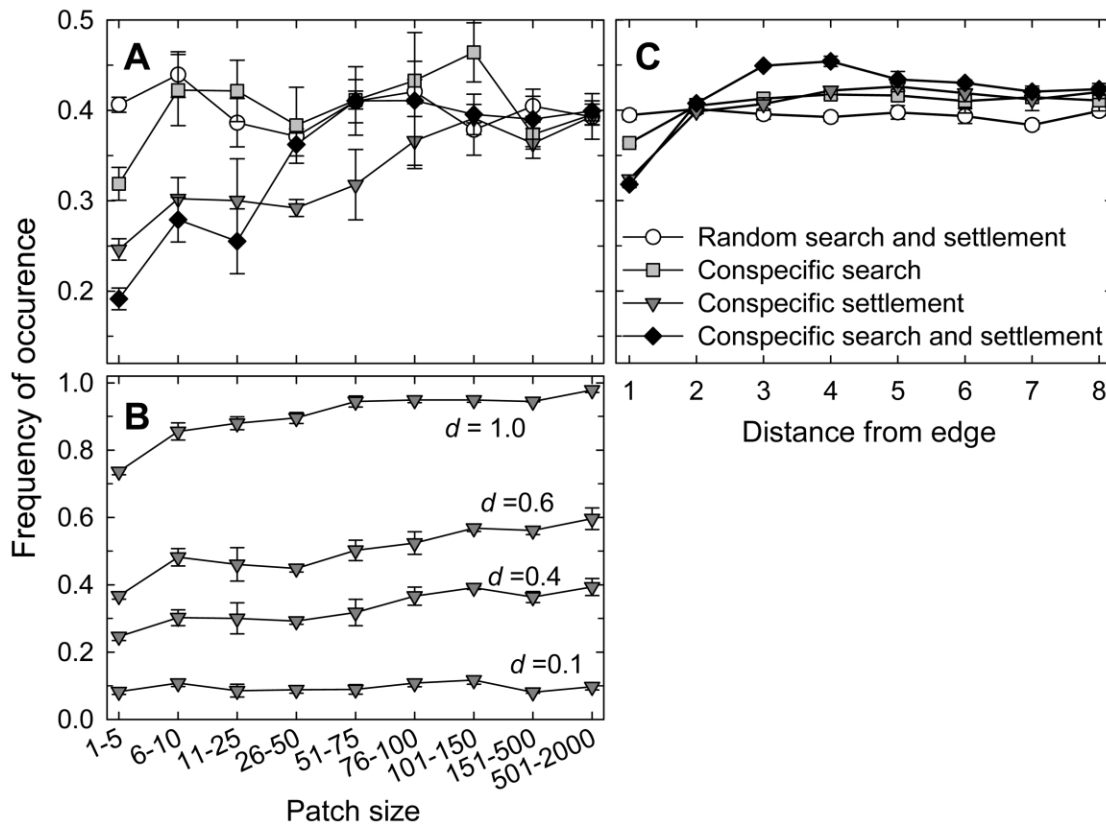 Frequency of occurence
A
0.5
0.4
0.3
0.2
B
1.0
0.8
0.6
0.4
0.2
0.0
d = 1.0
d =0.6
d =0.4
d =0.1
1-5
6-10
11-25
26-50
51-75
76-100
101-150
151-500
501-2000
Patch size
C
Random search and settlement
Conspecific search
Conspecific settlement
Conspecific search and settlement
1 2 3 4 5 6 7 8
Distance from edge